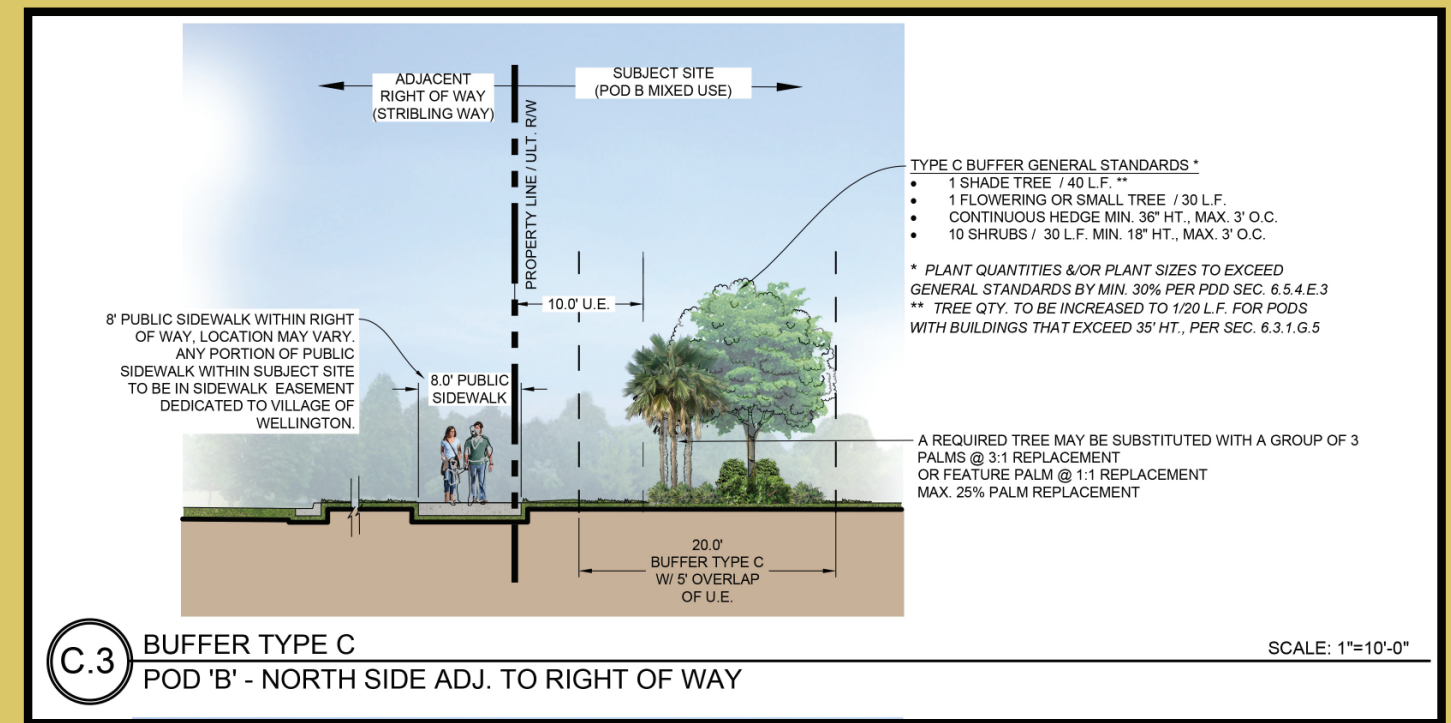 ADJACENT
RIGHT OF WAY
(STRIBLING WAY)
SUBJECT SITE
(POD B MIXED USE)
PROPERTY LINE / ULT. R/W
TYPE C BUFFER GENERAL STANDARDS *
• 1 SHADE TREE / 40 L.F. **
• 1 FLOWERING OR SMALL TREE / 30 L.F.
• CONTINUOUS HEDGE MIN. 36" HT., MAX. 3' O.C.
• 10 SHRUBS / 30 L.F. MIN. 18" HT., MAX. 3' O.C.
* PLANT QUANTITIES &/OR PLANT SIZES TO EXCEED
GENERAL STANDARDS BY MIN. 30% PER PDD SEC. 6.5.4.E.3
** TREE QTY. TO BE INCREASED TO 1/20 L.F. FOR PODS
WITH BUILDINGS THAT EXCEED 35' HT., PER SEC. 6.3.1.G.5
10.0' U.E.
8' PUBLIC SIDEWALK WITHIN RIGHT
OF WAY, LOCATION MAY VARY.
ANY PORTION OF PUBLIC
SIDEWALK WITHIN SUBJECT SITE
TO BE IN SIDEWALK EASEMENT
DEDICATED TO VILLAGE OF
WELLINGTON.
8.0' PUBLIC
SIDEWALK
A REQUIRED TREE MAY BE SUBSTITUTED WITH A GROUP OF 3
PALMS @ 3:1 REPLACEMENT
OR FEATURE PALM @ 1:1 REPLACEMENT
MAX. 25% PALM REPLACEMENT
20.0'
BUFFER TYPE C
W/ 5' OVERLAP
OF U.E.
C.3
BUFFER TYPE C
SCALE: 1"=10'-0"
POD 'B' - NORTH SIDE ADJ. TO RIGHT OF WAY